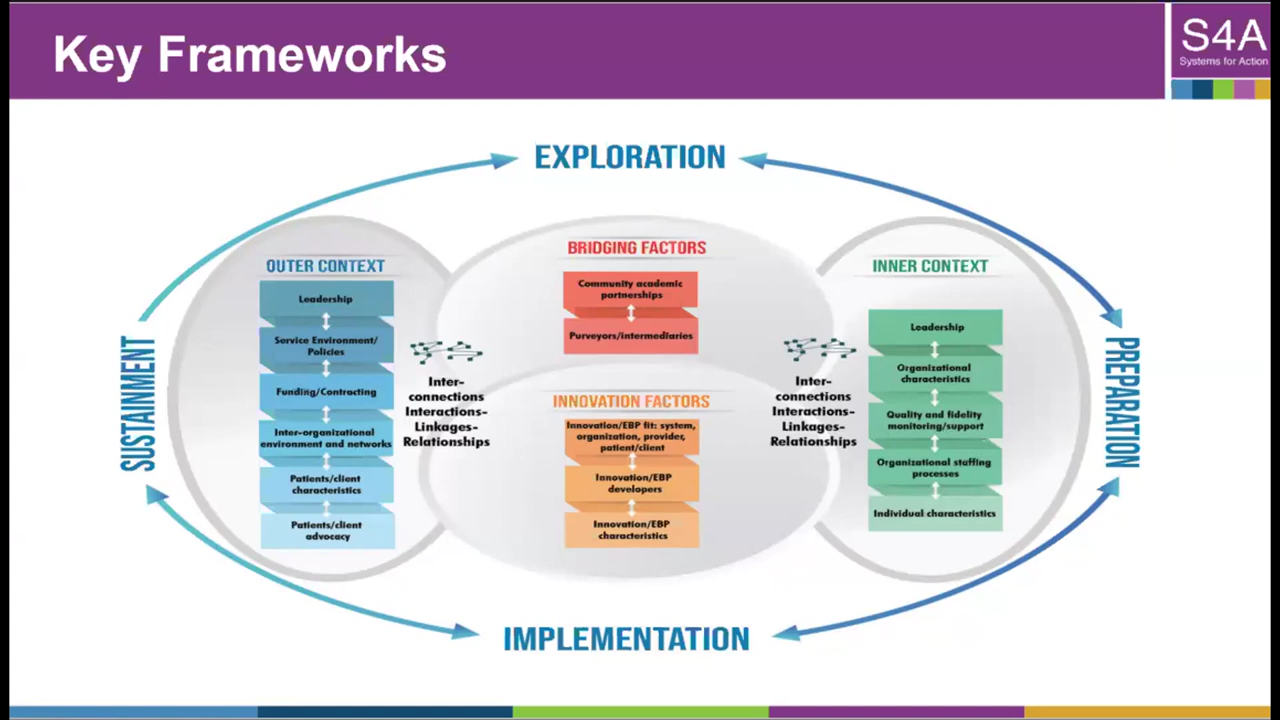 Key Frameworks
S4A
Systems for Action
EXPLORATION
SUSTAINMENT
OUTER CONTEXT
Leadership
Service Environment/
Policies
Funding/Contracting
Inter-organizational
environment and networks
Patients/client
characteristics
Patients/client
advocacy
Inter-
connections
Interactions-
Linkages-
Relationships
BRIDGING FACTORS
Community academic
partnerships
Purveyors/intermediaries
INNOVATION FACTORS
Innovation/EBP fit: system,
organization, provider,
patient/client
Innovation/EBP
developers
Innovation/EBP
characteristics
Inter-
connections
Interactions-
Linkages-
Relationships
INNER CONTEXT
Leadership
Organizational
characteristics
Quality and fidelity
monitoring/support
Organizational staffing
processes
Individual characteristics
PREPARATION
IMPLEMENTATION